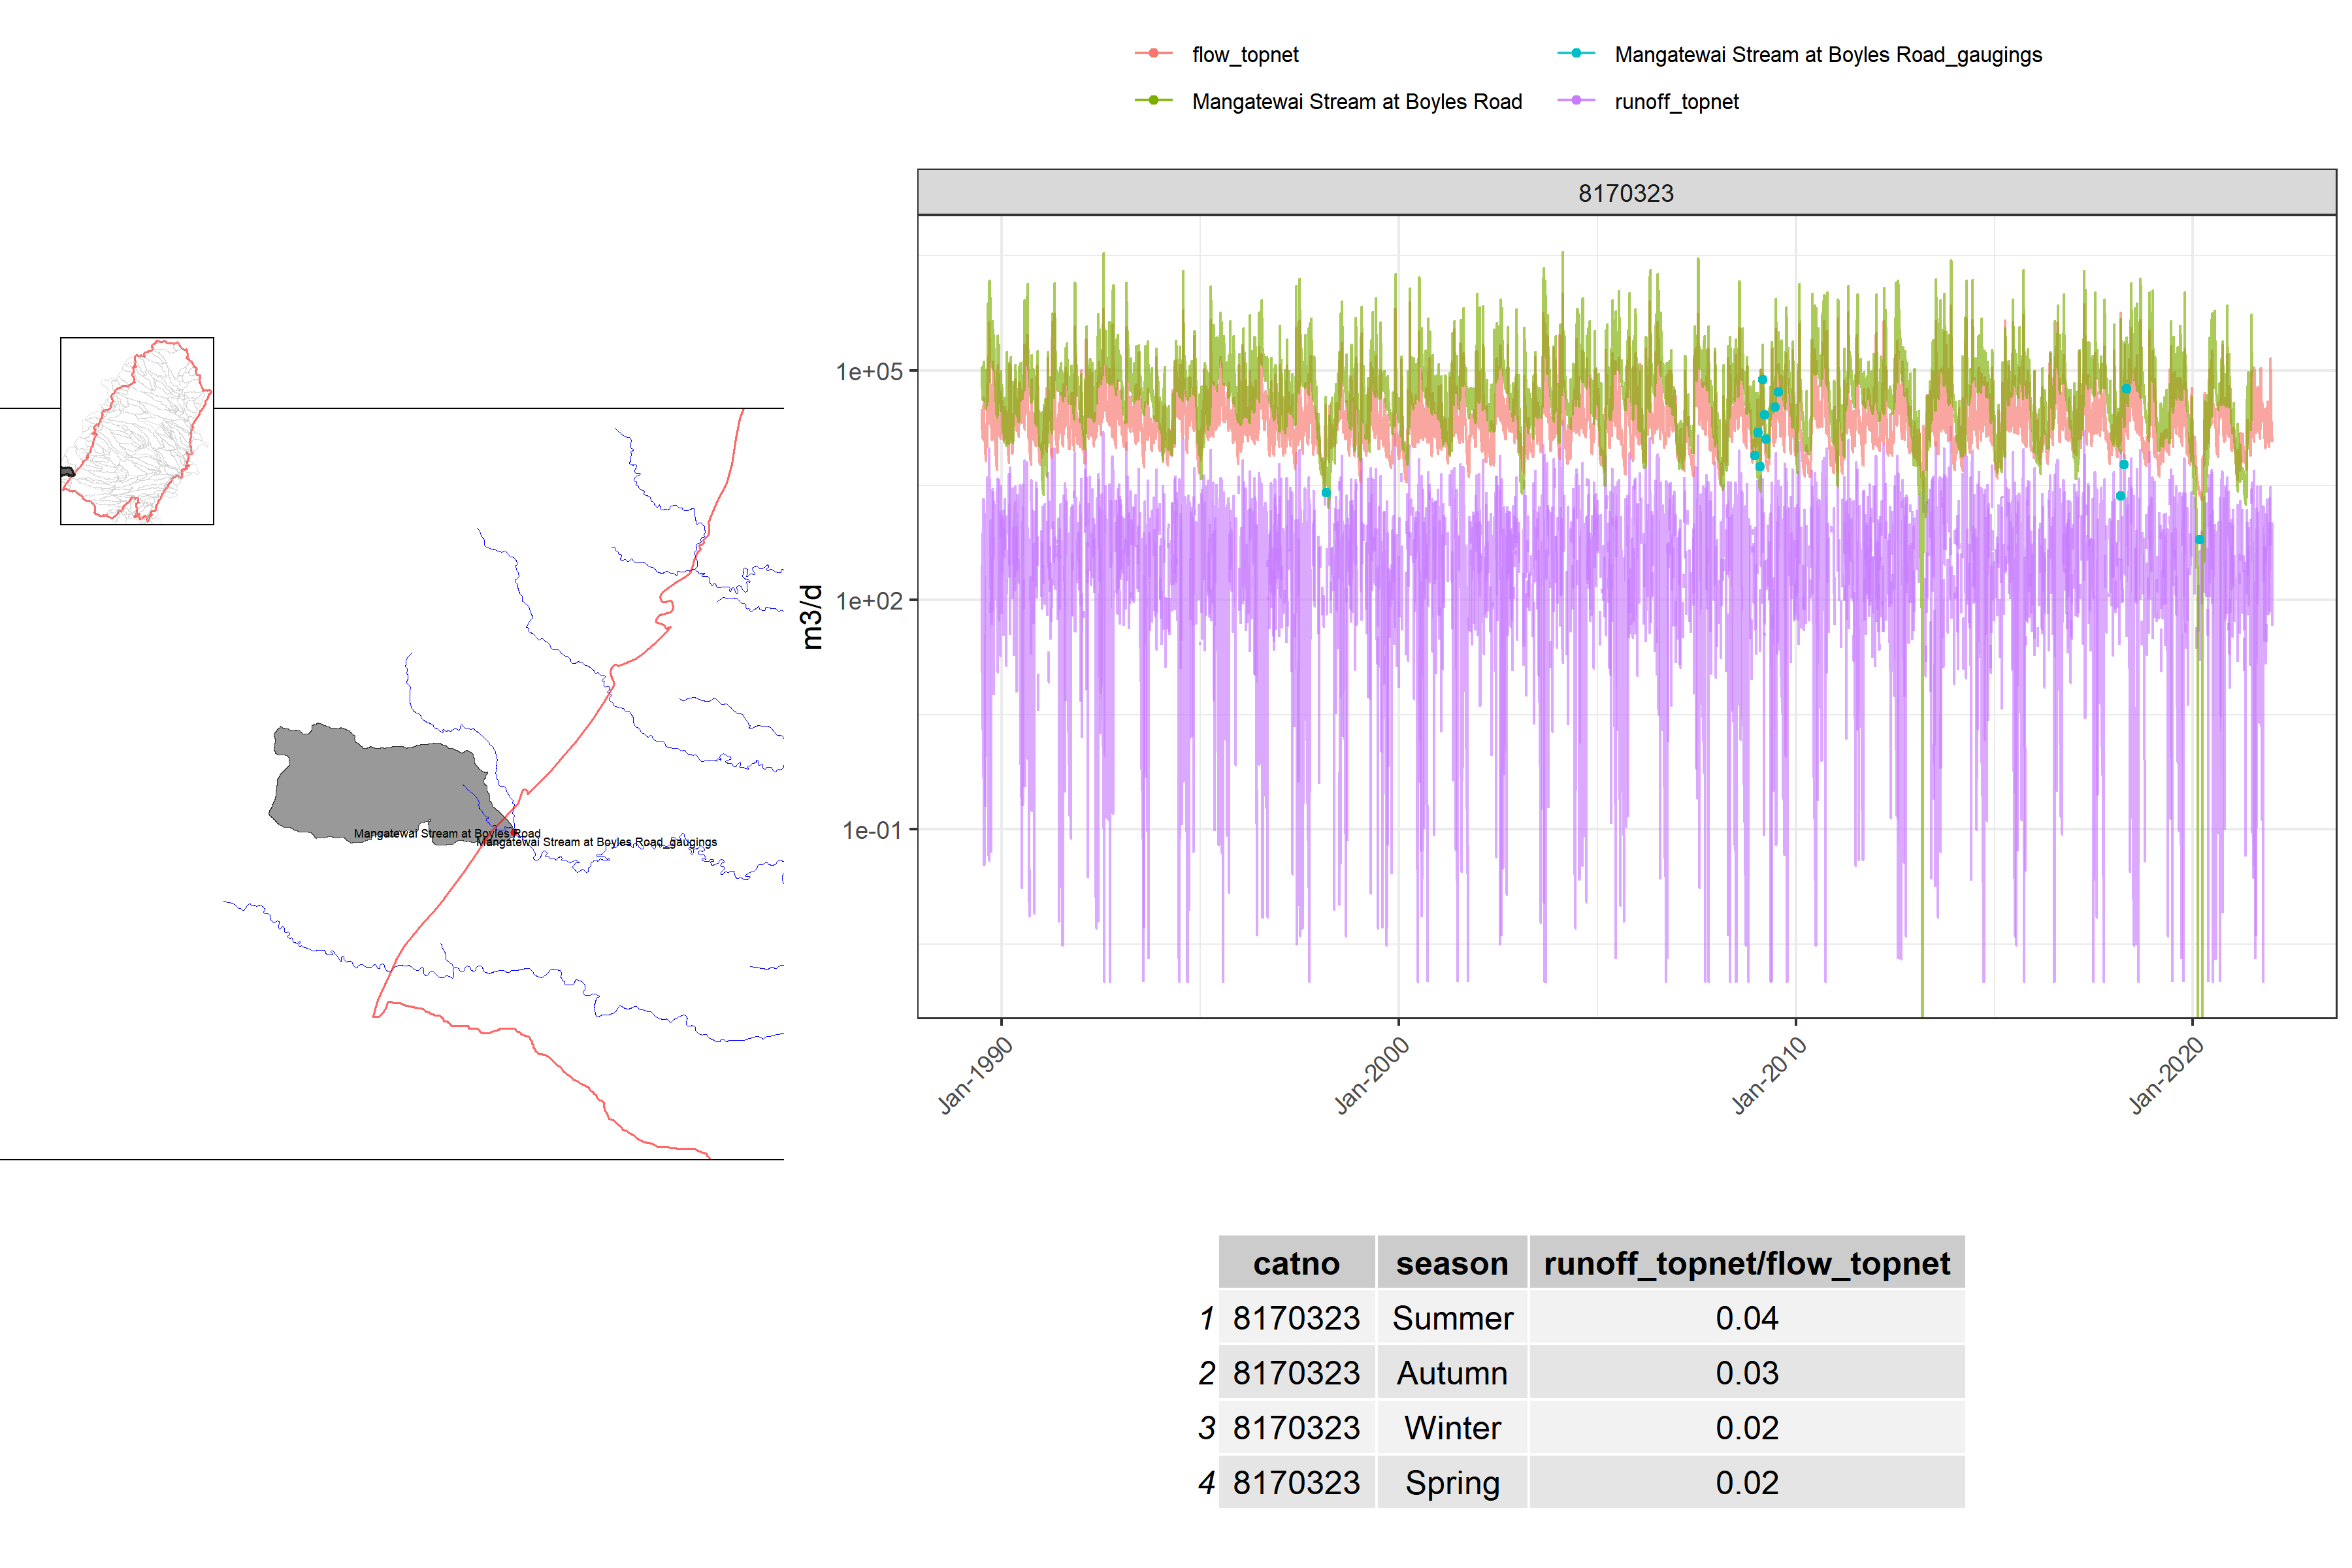 flow_topnet
Mangatewai Stream at Boyles Road_gaugings
Mangatewai Stream at Boyles Road
runoff_topnet
8170323
m3/d
1e+05
1e+02
1e-01
Jan-1990
Jan-2000
Jan-2010
Jan-2020
Mangatewai Stream at Boyles Road
Mangatewai Stream at Boyles Road_gaugings
catno season runoff_topnet/flow_topnet
1 8170323 Summer 0.04
2 8170323 Autumn 0.03
3 8170323 Winter 0.02
4 8170323 Spring 0.02